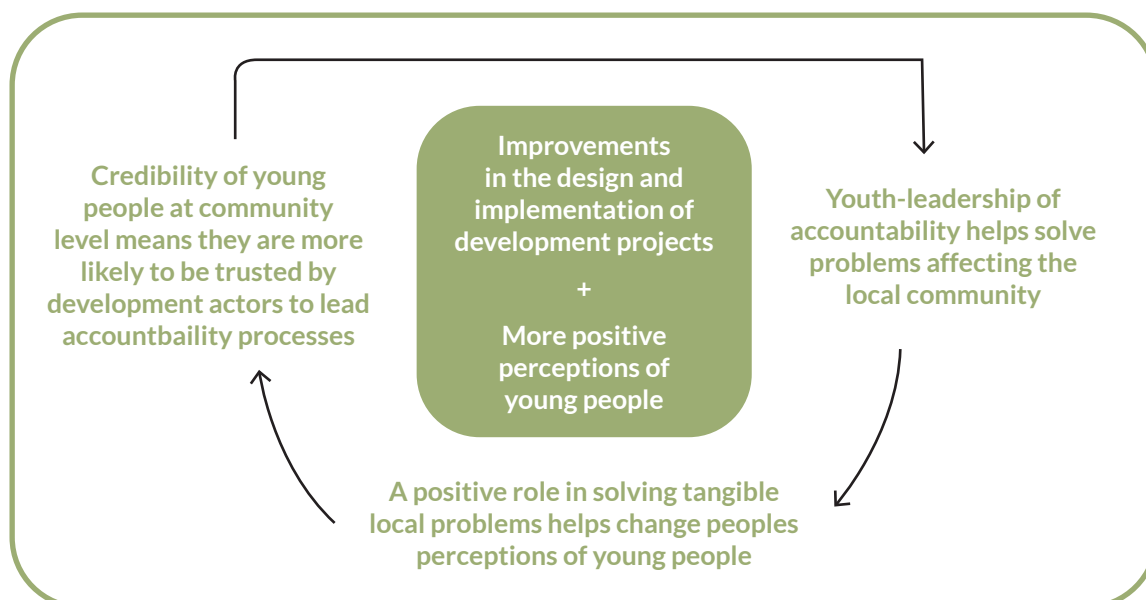 Credibility of young
people at community
level means they are more
likely to be trusted by
development actors to lead
accountbaility processes
Improvements
in the design and
implementation of
development projects
+
More positive
perceptions of
young people
Youth-leadership of
accountability helps solve
problems affecting the
local community
A positive role in solving tangible
local problems helps change peoples
perceptions of young people